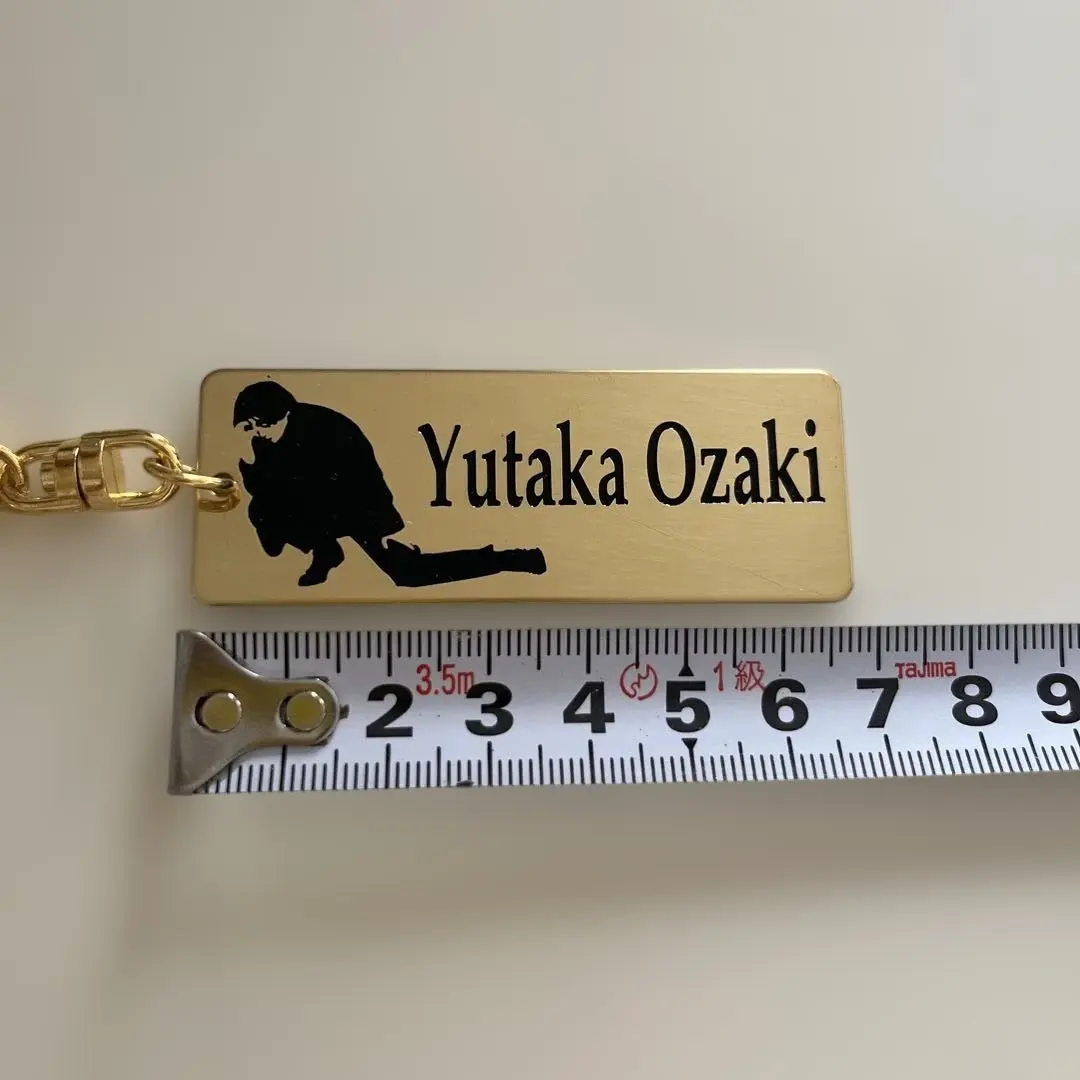 Yutaka Ozaki
3.5m 1級 Tajima
2 3 4 5 6 7 8 9